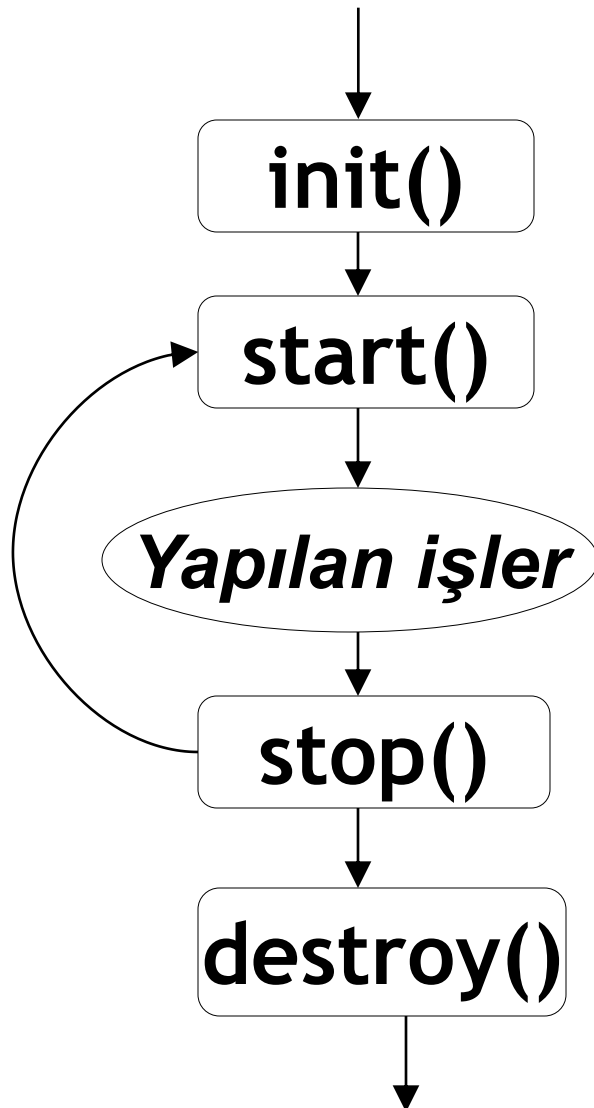 init()
start()
Yapılan işler
stop()
destroy()